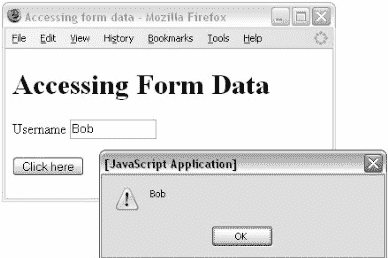 Accessing form data - Mozilla Firefox
File Edit View History Bookmarks Tools Help
Accessing Form Data
Username Bob
Click here
[JavaScript Application]
Bob
OK